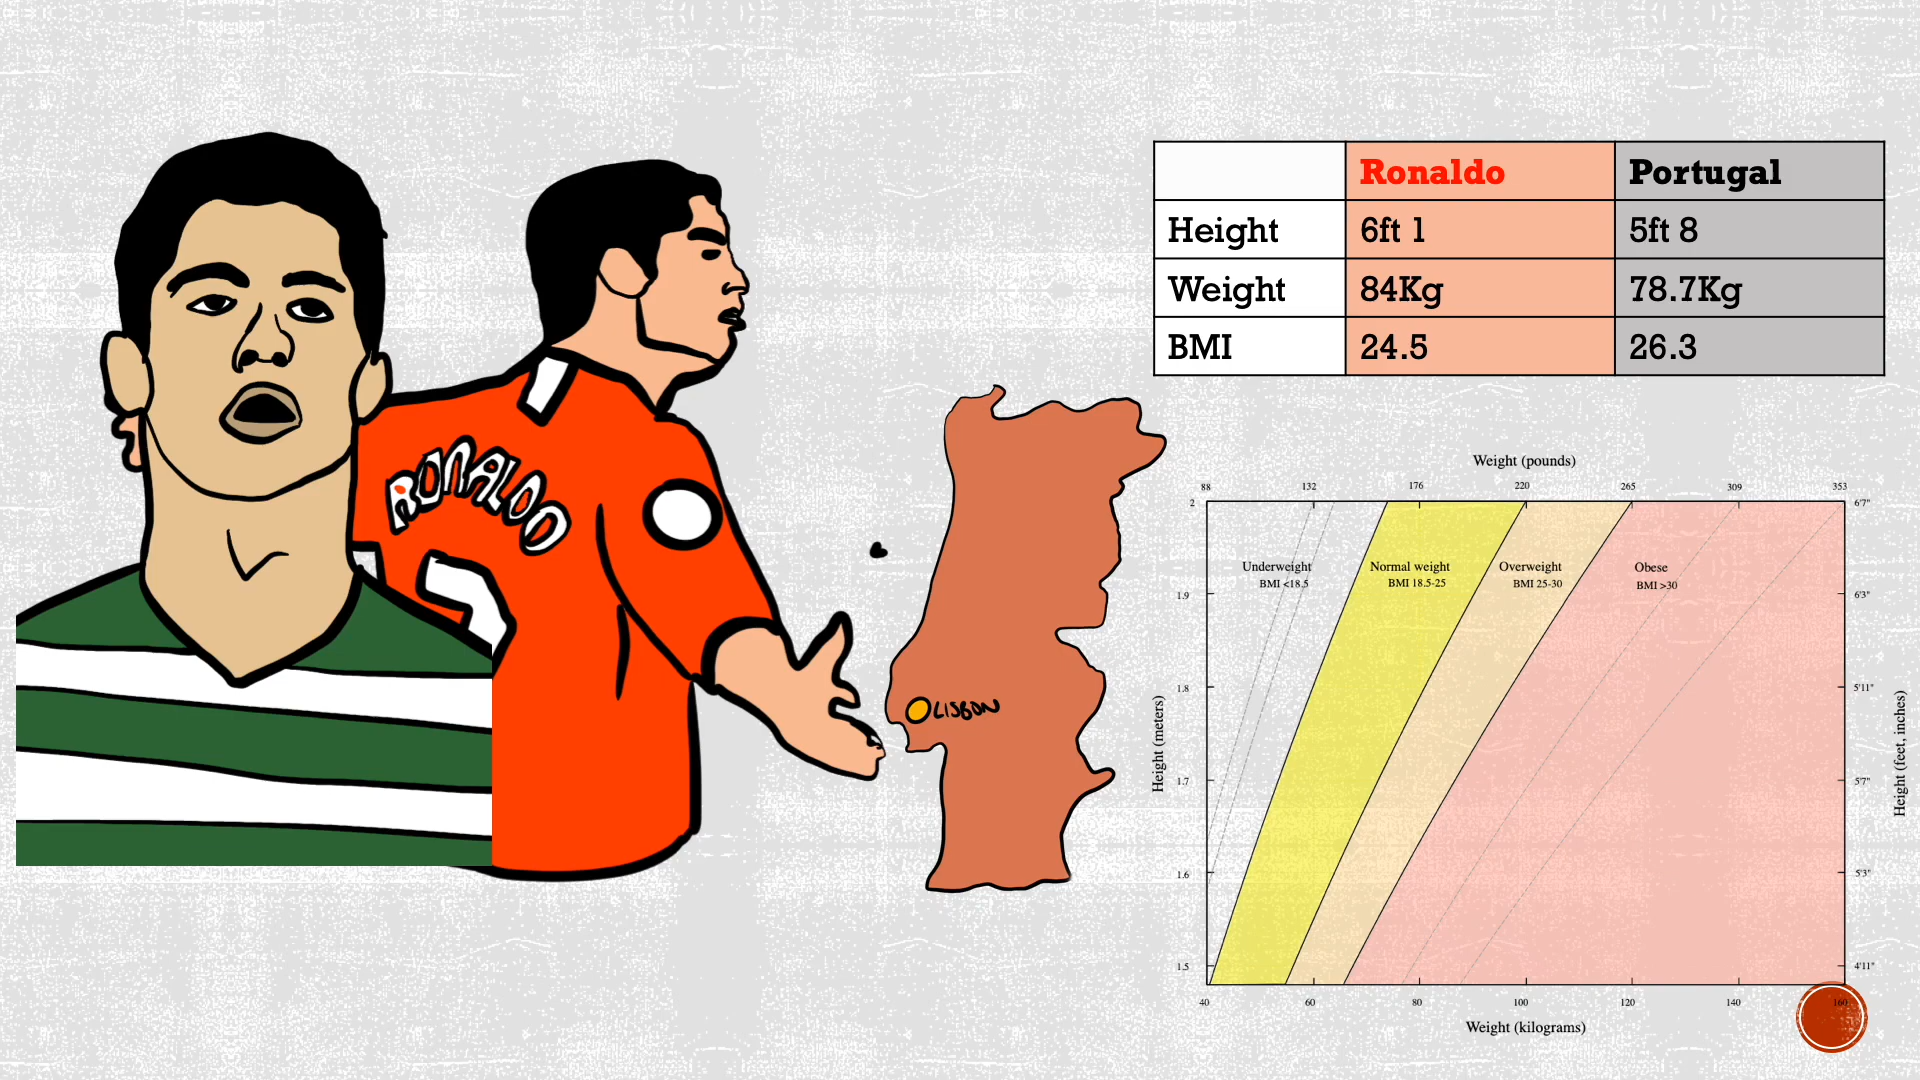 Ronaldo Portugal
Height 6ft 1 5ft 8
Weight 84Kg 78.7Kg
BMI 24.5 26.3
RONALDO
LISBON
Weight (pounds)
88 132 176 220 265 309 353
2 6'7"
Underweight Normal weight Overweight Obese
BMI <18.5 BMI 18.5-25 BMI 25-30 BMI >30
1.9 6'3"
1.8 5'11"
Height (meters)
Height (feet, inches)
1.7 5'7"
1.6 5'3"
1.5 4'11"
40 60 80 100 120 140 160
Weight (kilograms)